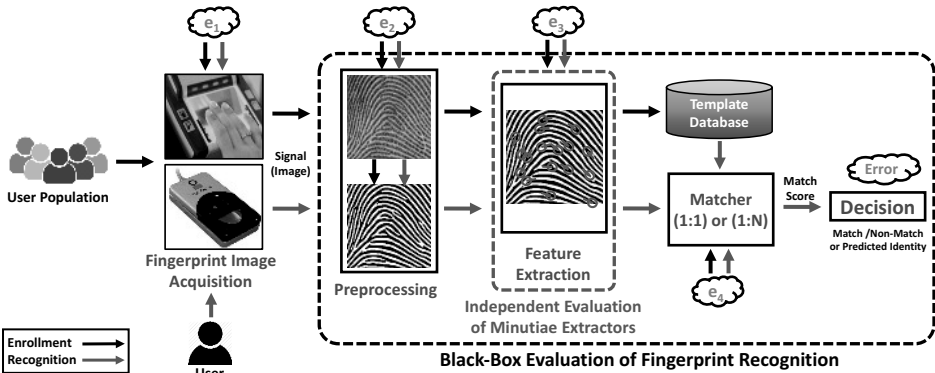 e1
e2
e3
User Population
Signal
(Image)
Template
Database
Fingerprint Image
Acquisition
Preprocessing
Feature
Extraction
Independent Evaluation
of Minutiae Extractors
Matcher
(1:1) or (1:N)
Match
Score
Error
Decision
Match /Non-Match
or Predicted Identity
e4
Enrollment
Recognition
User
Black-Box Evaluation of Fingerprint Recognition